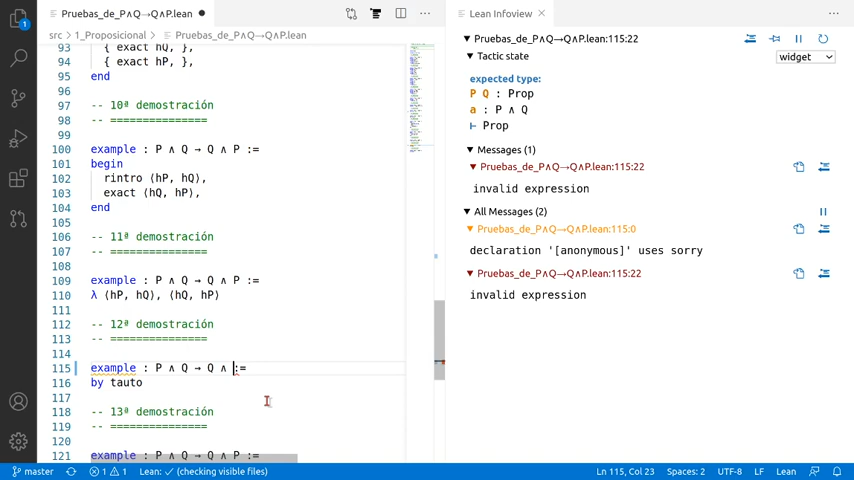 Pruebas_de_P∧Q→Q∧P.lean ●
Lean Infoview ×
src > 1_Proposicional > Pruebas_de_P∧Q→Q∧P.lean
93 { exact hQ, },
94 { exact hP, },
95 end
96
97 -- 10ª demostración
98 -- ===============
99
100 example : P ∧ Q → Q ∧ P :=
101 begin
102 rintro ⟨hP, hQ⟩,
103 exact ⟨hQ, hP⟩,
104 end
105
106 -- 11ª demostración
107 -- ===============
108
109 example : P ∧ Q → Q ∧ P :=
110 λ ⟨hP, hQ⟩, ⟨hQ, hP⟩
111
112 -- 12ª demostración
113 -- ===============
114
115 example : P ∧ Q → Q ∧ :=
116 by tauto
117
118 -- 13ª demostración
119 -- ===============
120
121 example : P ∧ Q → Q ∧ P :=
Pruebas_de_P∧Q→Q∧P.lean:115:22
Tactic state
widget
expected type:
P Q : Prop
a : P ∧ Q
⊢ Prop
Messages (1)
Pruebas_de_P∧Q→Q∧P.lean:115:22
invalid expression
All Messages (2)
Pruebas_de_P∧Q→Q∧P.lean:115:0
declaration '[anonymous]' uses sorry
Pruebas_de_P∧Q→Q∧P.lean:115:22
invalid expression
1
master 1 1 Lean: ✓ (checking visible files) Ln 115, Col 23 Spaces: 2 UTF-8 LF Lean